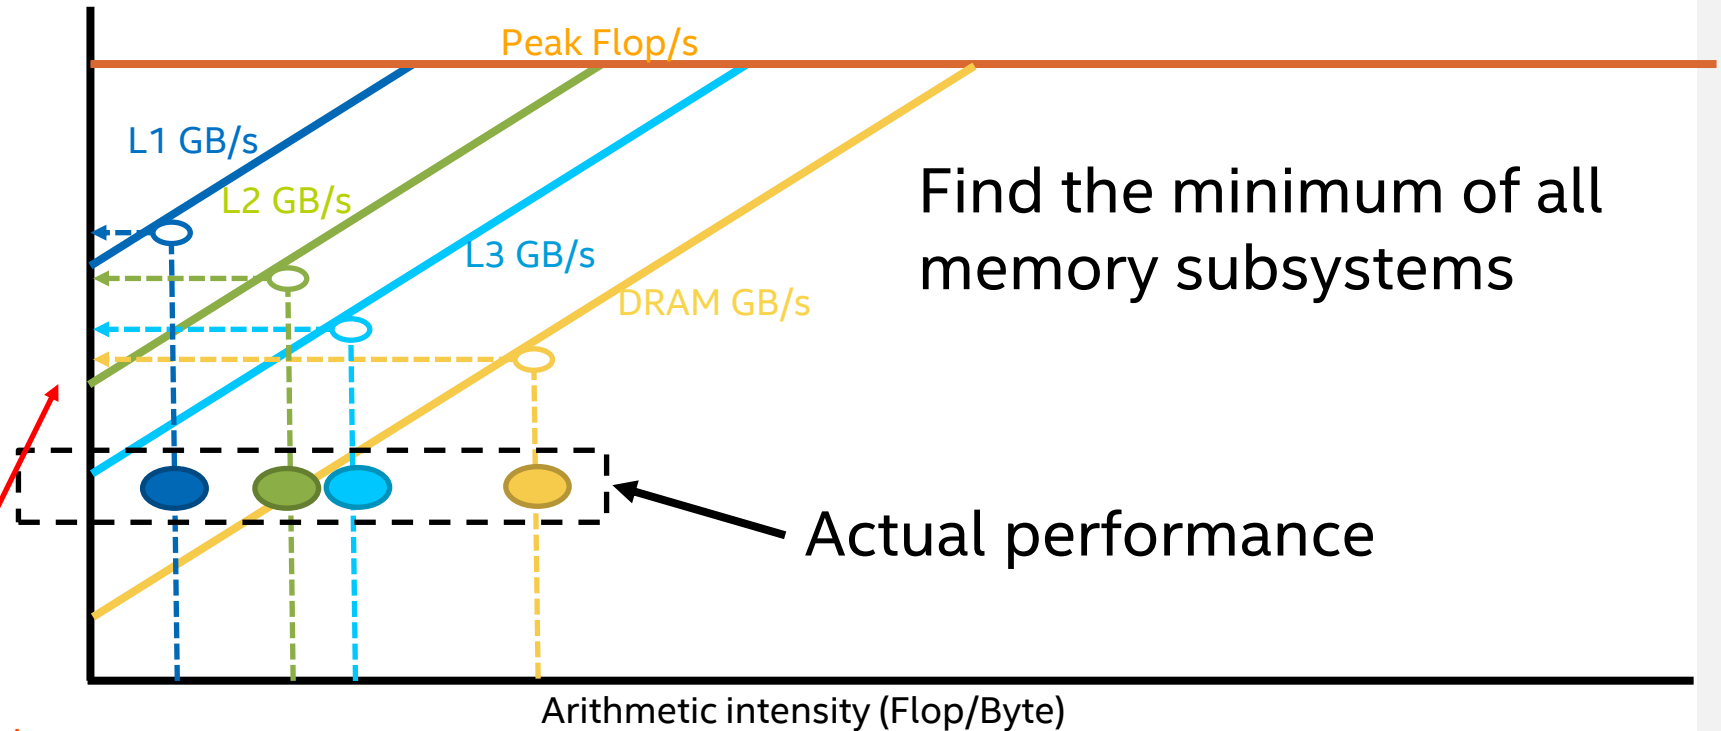 Peak Flop/s
L1 GB/s
L2 GB/s
L3 GB/s
DRAM GB/s
Find the minimum of all
memory subsystems
Actual performance
Arithmetic intensity (Flop/Byte)